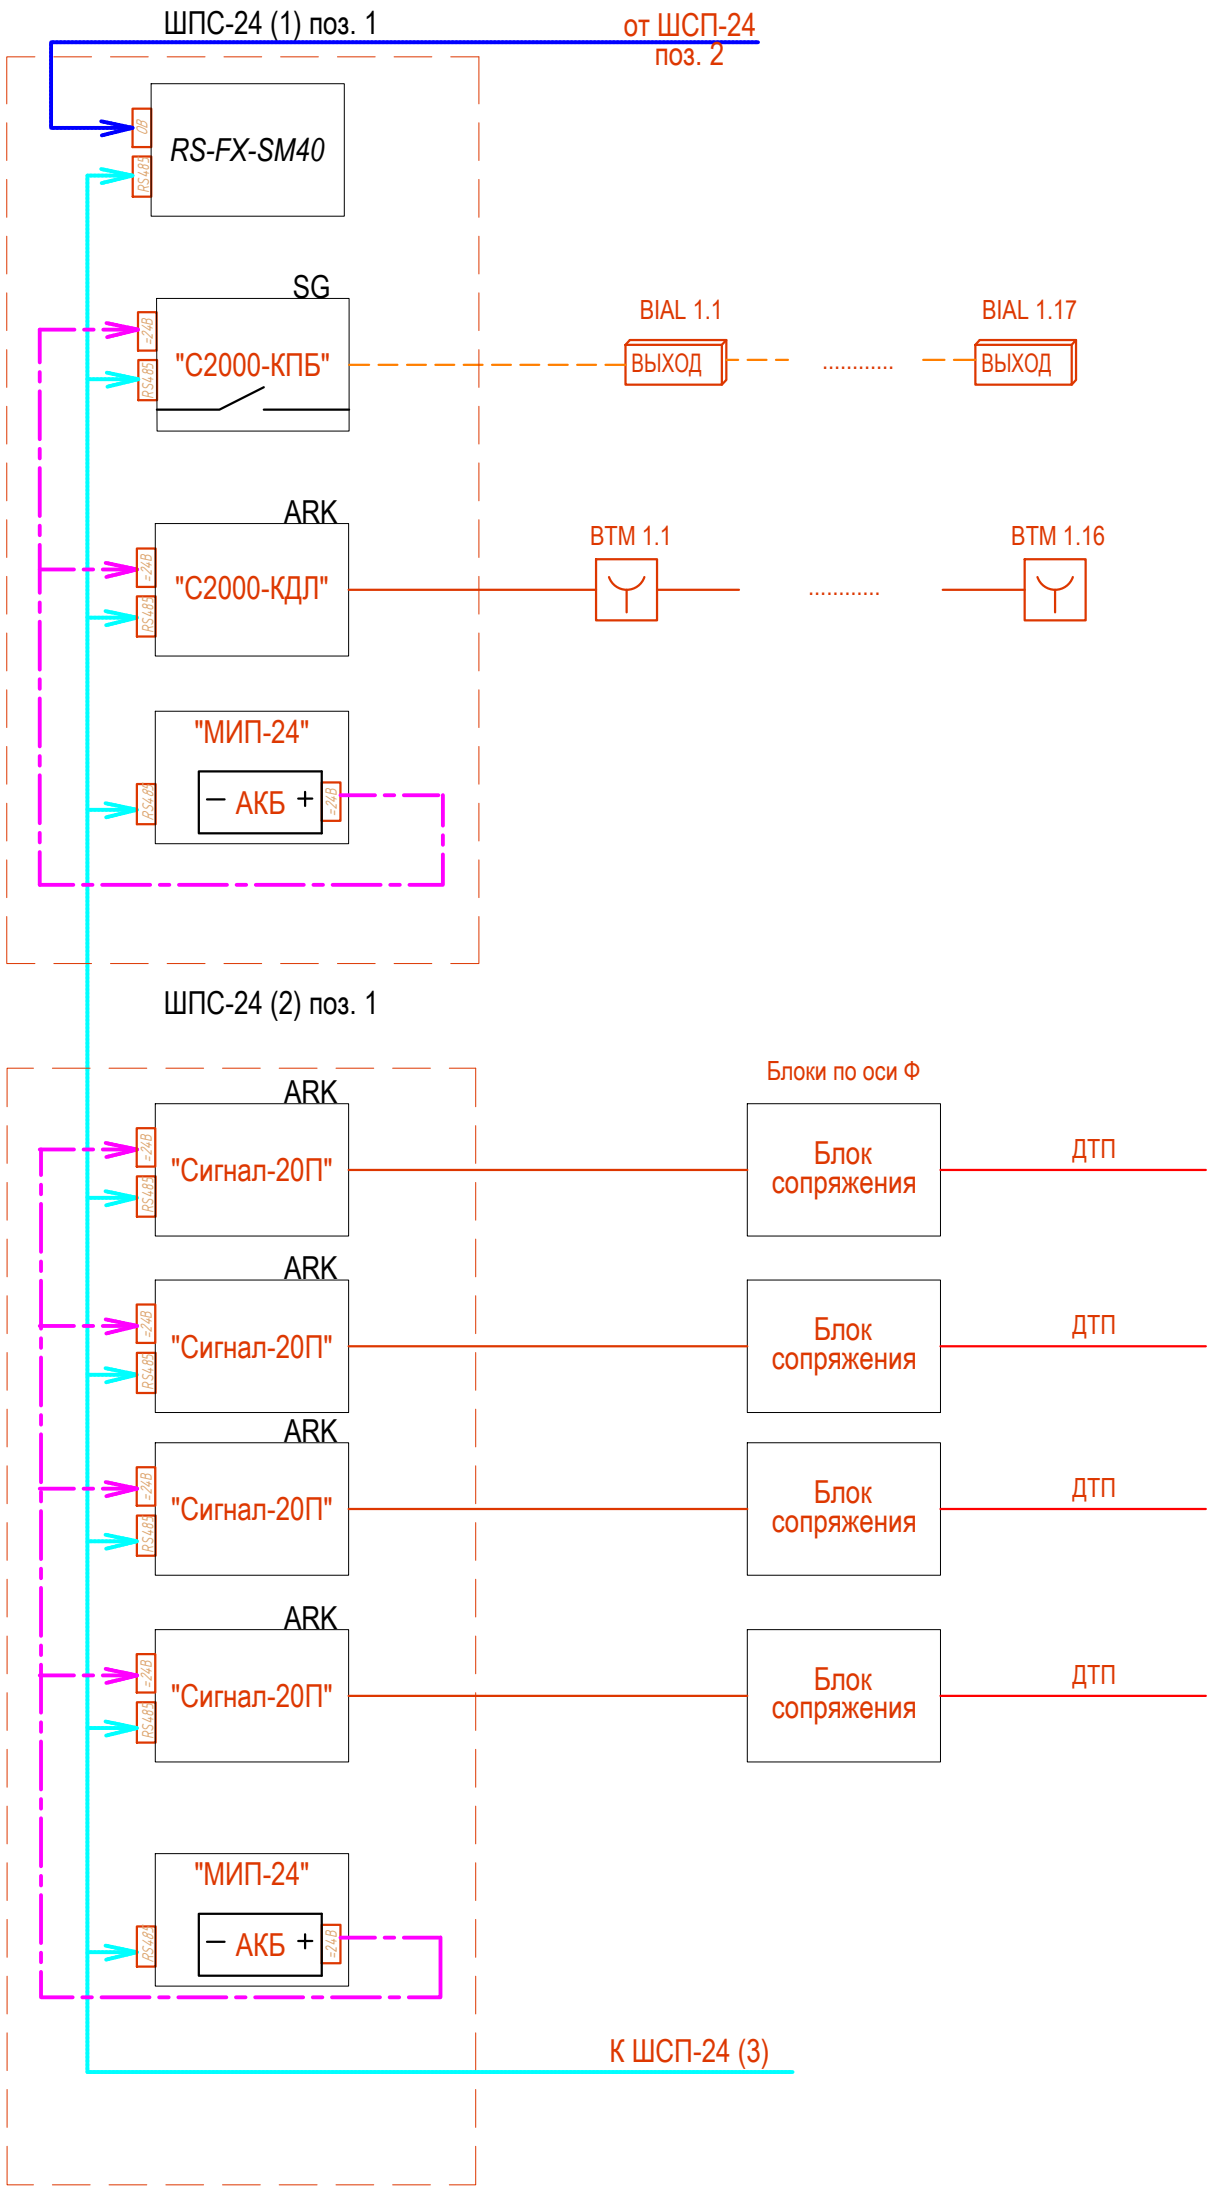 ШПС-24 (1) поз. 1
от ШСП-24
поз. 2
ОВ
RS-FX-SM40
RS485
SG
=24В
"С2000-КПБ"
RS485
BIAL 1.1
ВЫХОД
............
BIAL 1.17
ВЫХОД
ARK
=24В
"С2000-КДЛ"
RS485
BTM 1.1
............
BTM 1.16
"МИП-24"
RS485
– АКБ +
=24В
ШПС-24 (2) поз. 1
Блоки по оси Ф
ARK
=24В
"Сигнал-20П"
RS485
Блок
сопряжения
ДТП
ARK
=24В
"Сигнал-20П"
RS485
Блок
сопряжения
ДТП
ARK
=24В
"Сигнал-20П"
RS485
Блок
сопряжения
ДТП
ARK
=24В
"Сигнал-20П"
RS485
Блок
сопряжения
ДТП
"МИП-24"
RS485
– АКБ +
=24В
К ШСП-24 (3)